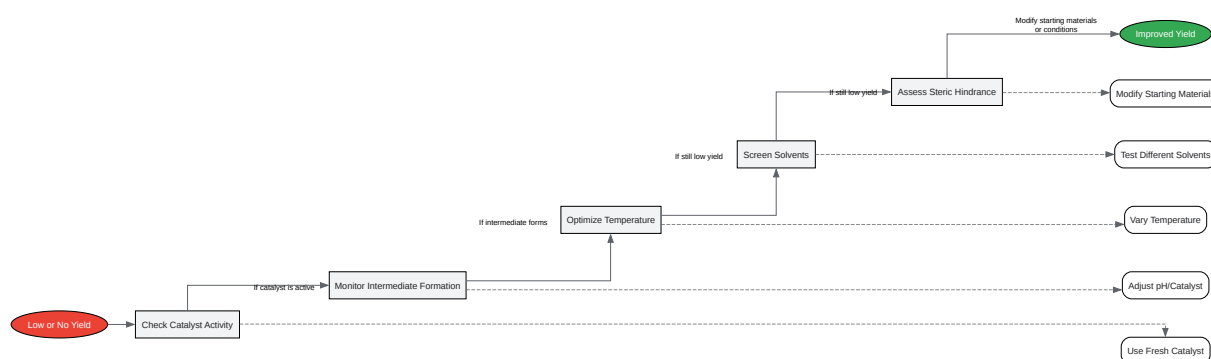 Modify starting materials
or conditions
Improved Yield
If still low yield
Assess Steric Hindrance
Modify Starting Material
If still low yield
Screen Solvents
Test Different Solvents
If intermediate forms
Optimize Temperature
Vary Temperature
If catalyst is active
Monitor Intermediate Formation
Adjust pH/Catalyst
Low or No Yield
Check Catalyst Activity
Use Fresh Catalyst